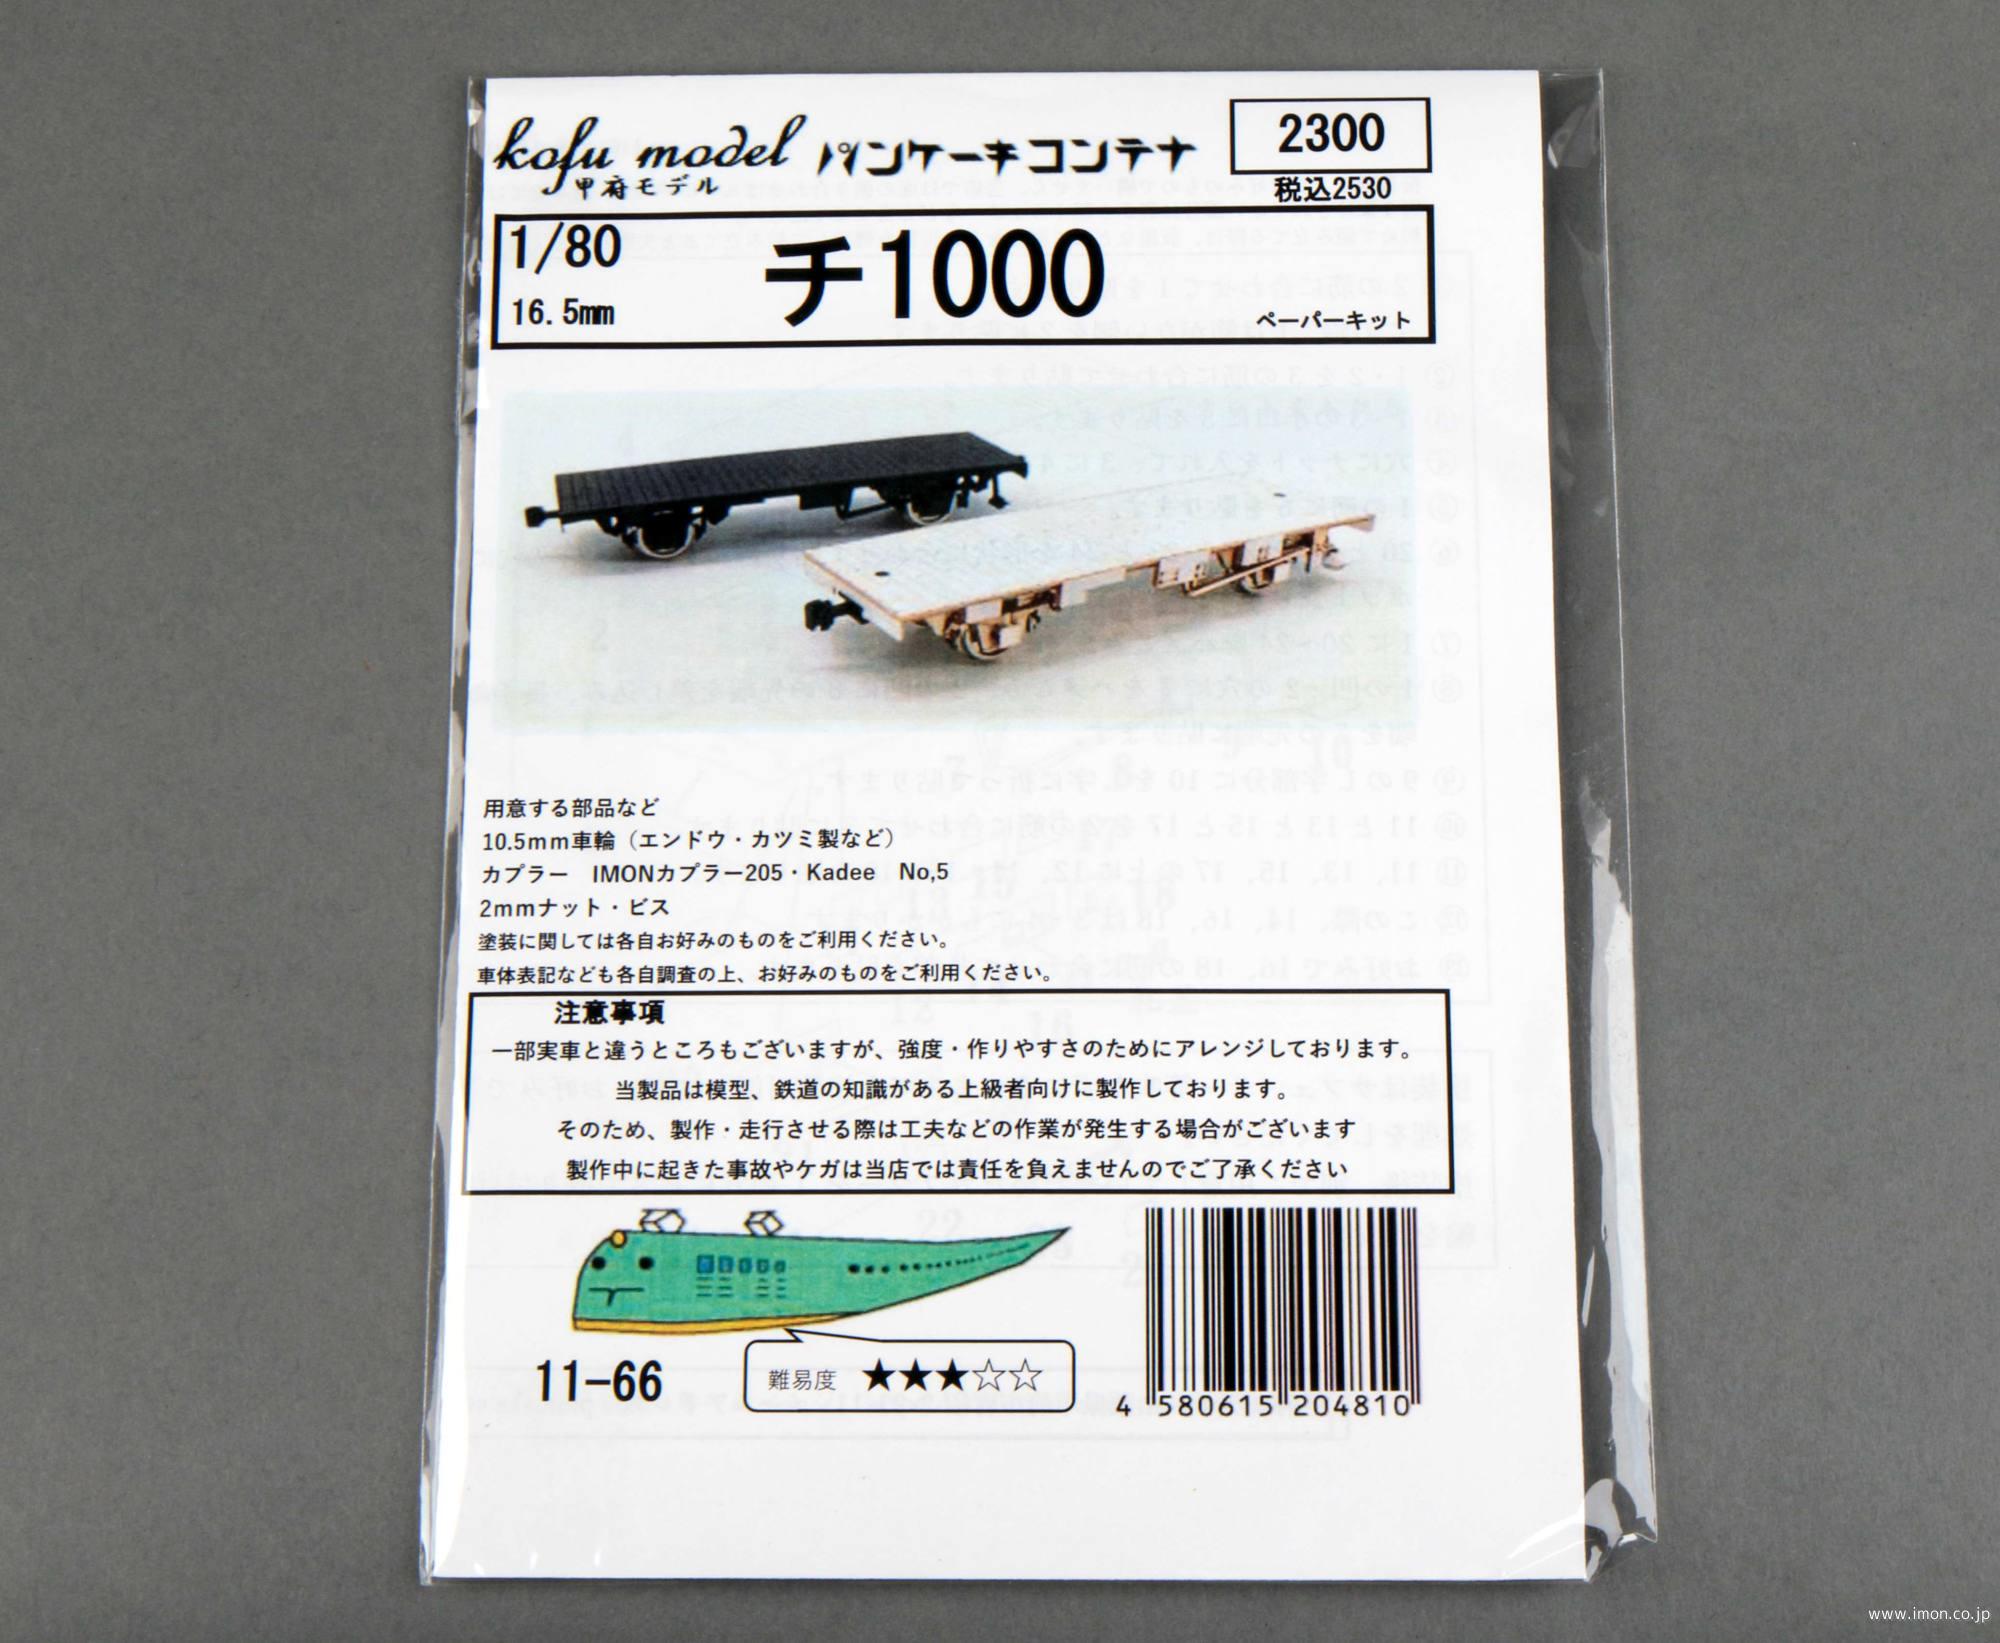 kofu model パンケーキコンテナ
甲府モデル
2300
税込2530
1/80
16.5mm
チ1000
ペーパーキット
用意する部品など
10.5mm車輪（エンドウ・カツミ製など）
カプラー　IMONカプラー205・Kadee　No,5
2mmナット・ビス
塗装に関しては各自お好みのものをご利用ください。
車体表記なども各自調査の上、お好みのものをご利用ください。
注意事項
一部実車と違うところもございますが、強度・作りやすさのためにアレンジしております。
当製品は模型、鉄道の知識がある上級者向けに製作しております。
そのため、製作・走行させる際は工夫などの作業が発生する場合がございます
製作中に起きた事故やケガは当店では責任を負えませんのでご了承ください
11-66
難易度 ★★★☆☆
4 580615 204810
www.imon.co.jp